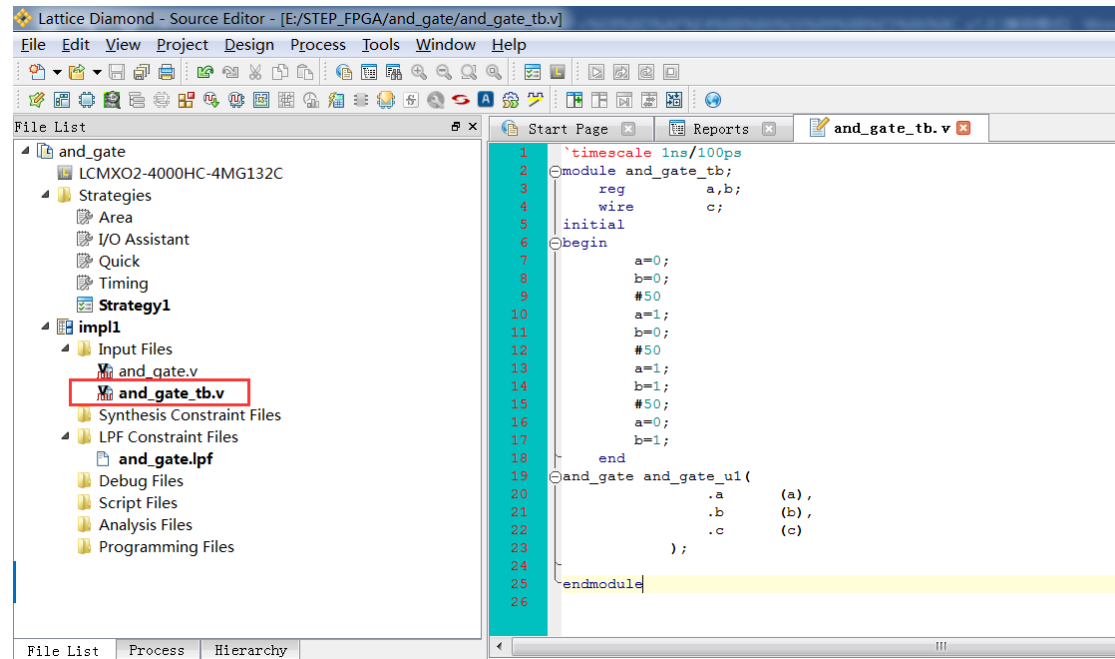 Lattice Diamond - Source Editor - [E:/STEP_FPGA/and_gate/and_gate_tb.v]
File Edit View Project Design Process Tools Window Help
File List
Start Page
Reports
and_gate_tb.v
and_gate
LCMXO2-4000HC-4MG132C
Strategies
Area
I/O Assistant
Quick
Timing
Strategy1
impl1
Input Files
and_gate.v
and_gate_tb.v
Synthesis Constraint Files
LPF Constraint Files
and_gate.lpf
Debug Files
Script Files
Analysis Files
Programming Files
File List Process Hierarchy
1 `timescale 1ns/100ps
2 module and_gate_tb;
3 reg a,b;
4 wire c;
5 initial
6 begin
7 a=0;
8 b=0;
9 #50
10 a=1;
11 b=0;
12 #50
13 a=1;
14 b=1;
15 #50;
16 a=0;
17 b=1;
18 end
19 and_gate and_gate_u1(
20 .a (a),
21 .b (b),
22 .c (c)
23 );
24
25 endmodule
26